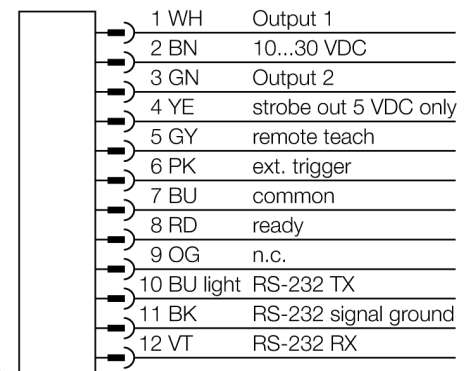 1 WH Output 1
2 BN 10...30 VDC
3 GN Output 2
4 YE strobe out 5 VDC only
5 GY remote teach
6 PK ext. trigger
7 BU common
8 RD ready
9 OG n.c.
10 BU light RS-232 TX
11 BK RS-232 signal ground
12 VT RS-232 RX